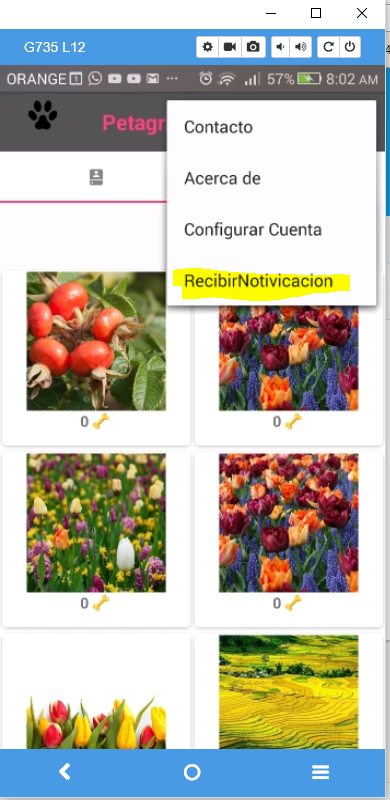 G735 L12
ORANGE 57% 8:02 AM
Petagr
Contacto
Acerca de
Configurar Cuenta
RecibirNotivicacion
0
0
0
0